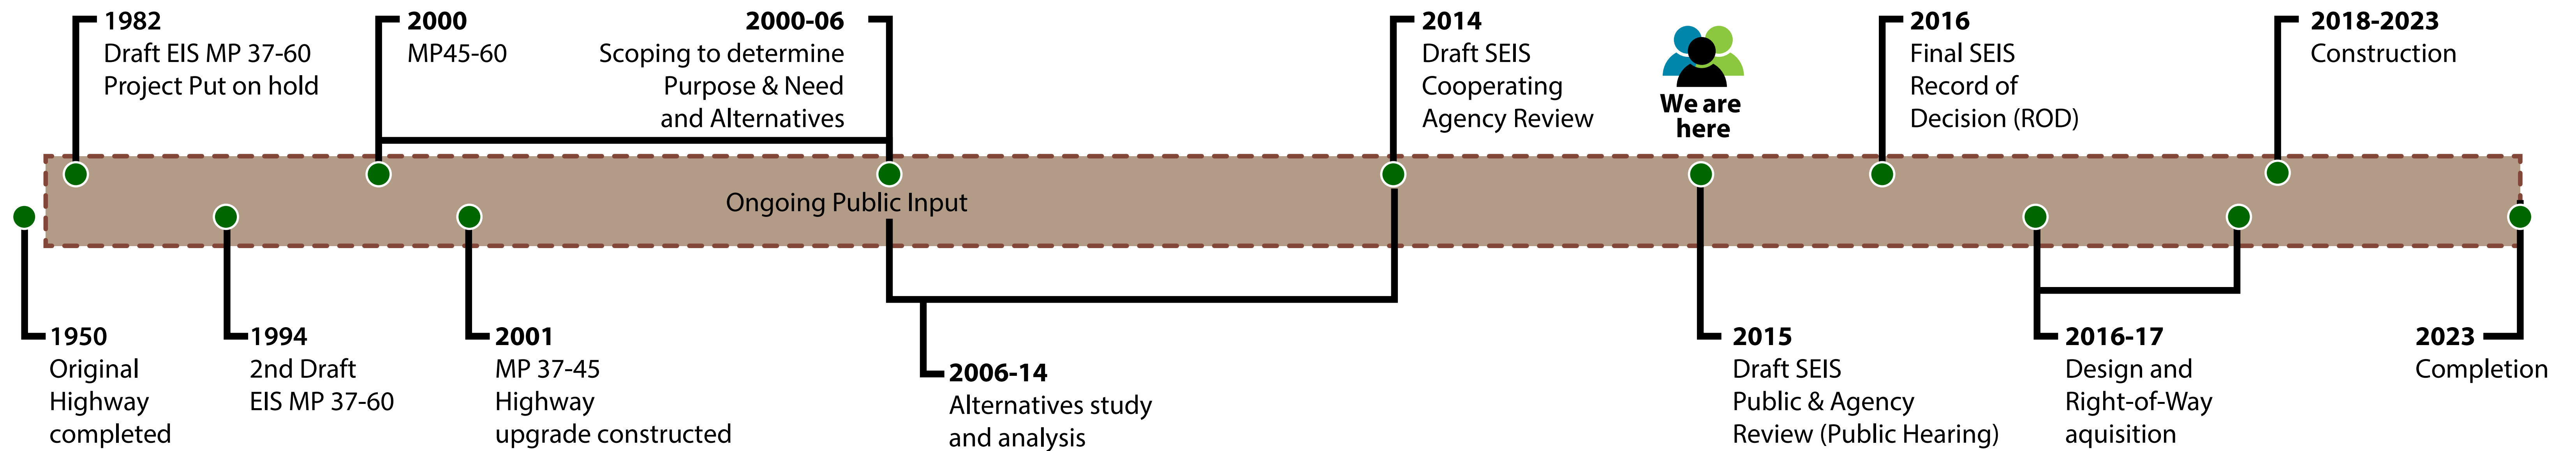 1982
Draft EIS MP 37-60
Project Put on hold
2000
MP45-60
2000-06
Scoping to determine
Purpose & Need
and Alternatives
2014
Draft SEIS
Cooperating
Agency Review
We are
here
2016
Final SEIS
Record of
Decision (ROD)
2018-2023
Construction
Ongoing Public Input
1950
Original
Highway
completed
1994
2nd Draft
EIS MP 37-60
2001
MP 37-45
Highway
upgrade constructed
2006-14
Alternatives study
and analysis
2015
Draft SEIS
Public & Agency
Review (Public Hearing)
2016-17
Design and
Right-of-Way
aquisition
2023
Completion